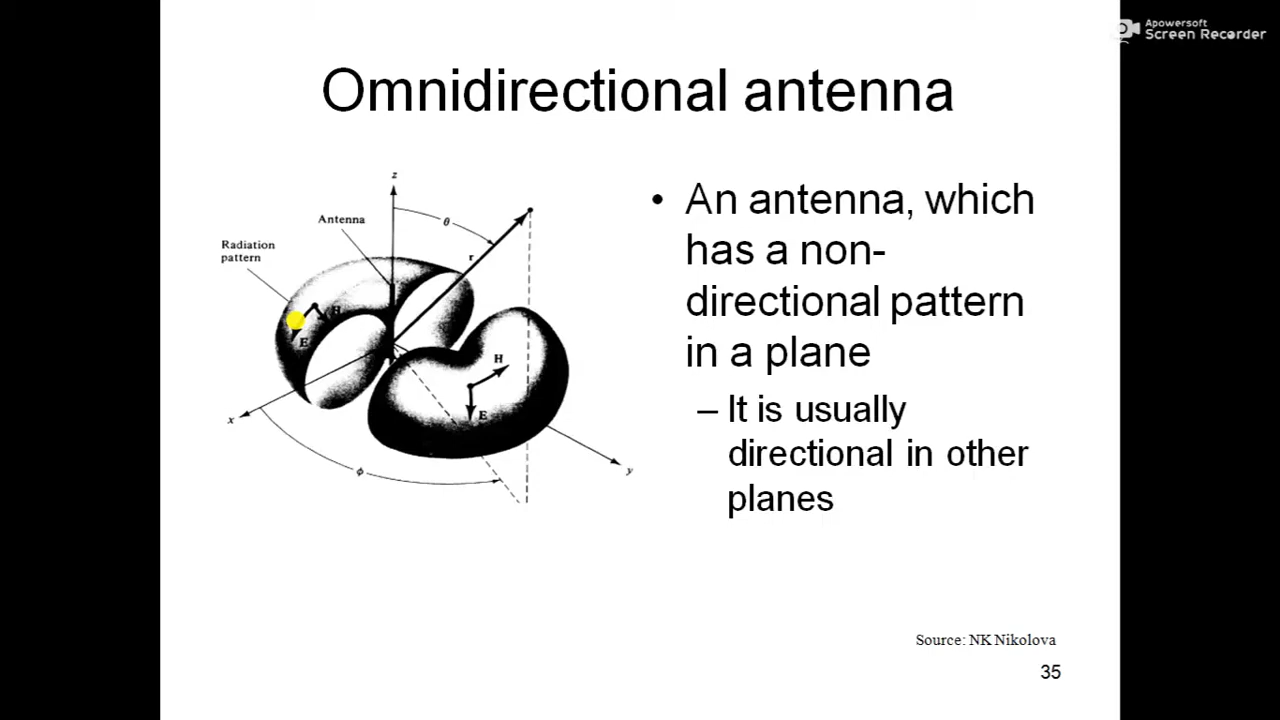 Apowersoft
Screen Recorder
Omnidirectional antenna
z
Antenna
θ
Radiation
pattern
r
H
E
H
E
x
ϕ
y
• An antenna, which
has a non-
directional pattern
in a plane
– It is usually
directional in other
planes
Source: NK Nikolova
35